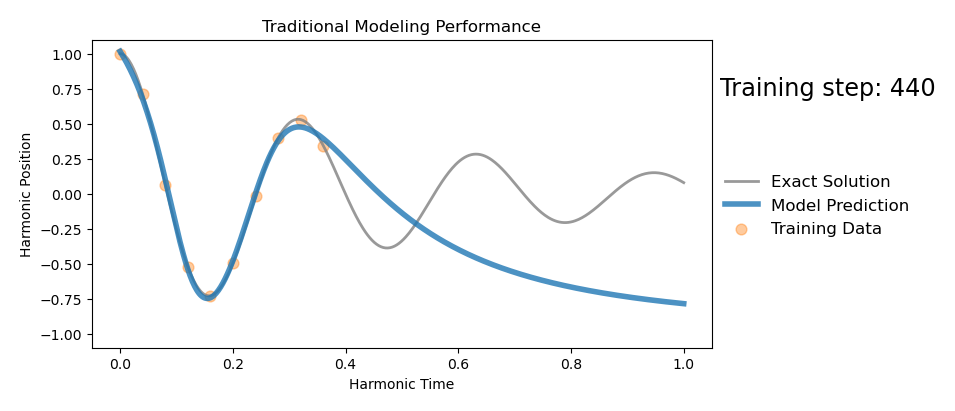 Traditional Modeling Performance
Training step: 440
Harmonic Position
1.00
0.75
0.50
0.25
0.00
−0.25
−0.50
−0.75
−1.00
0.0
0.2
0.4
0.6
0.8
1.0
Harmonic Time
Exact Solution
Model Prediction
Training Data